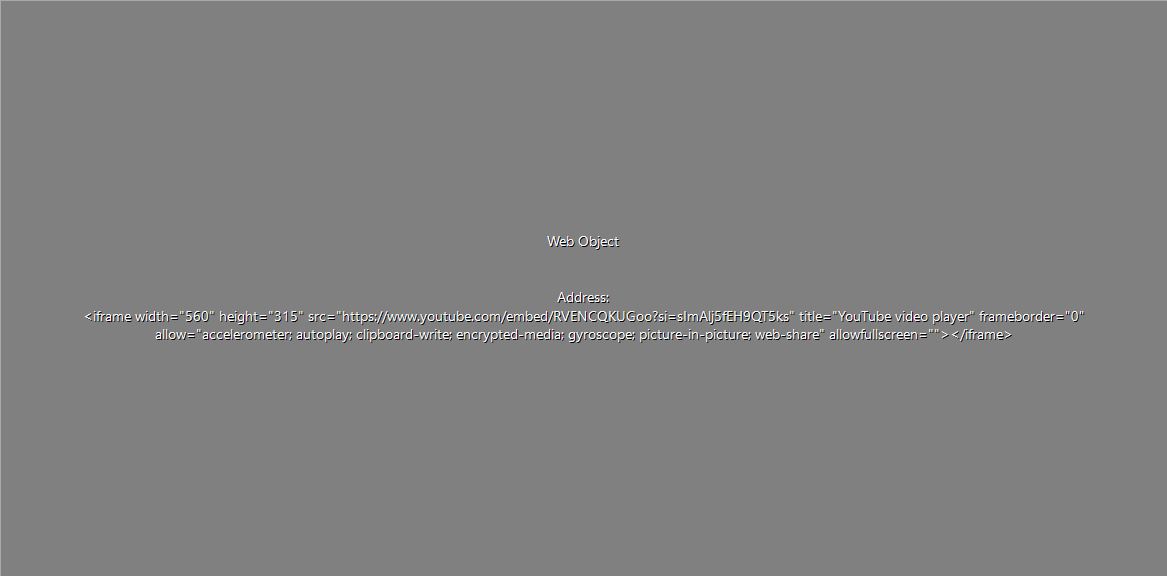 Web Object
Address:
<iframe width="560" height="315" src="https://www.youtube.com/embed/RVENCQKUGoo?si=sImAlj5fEH9QT5ks" title="YouTube video player" frameborder="0"
allow="accelerometer; autoplay; clipboard-write; encrypted-media; gyroscope; picture-in-picture; web-share" allowfullscreen=""></iframe>